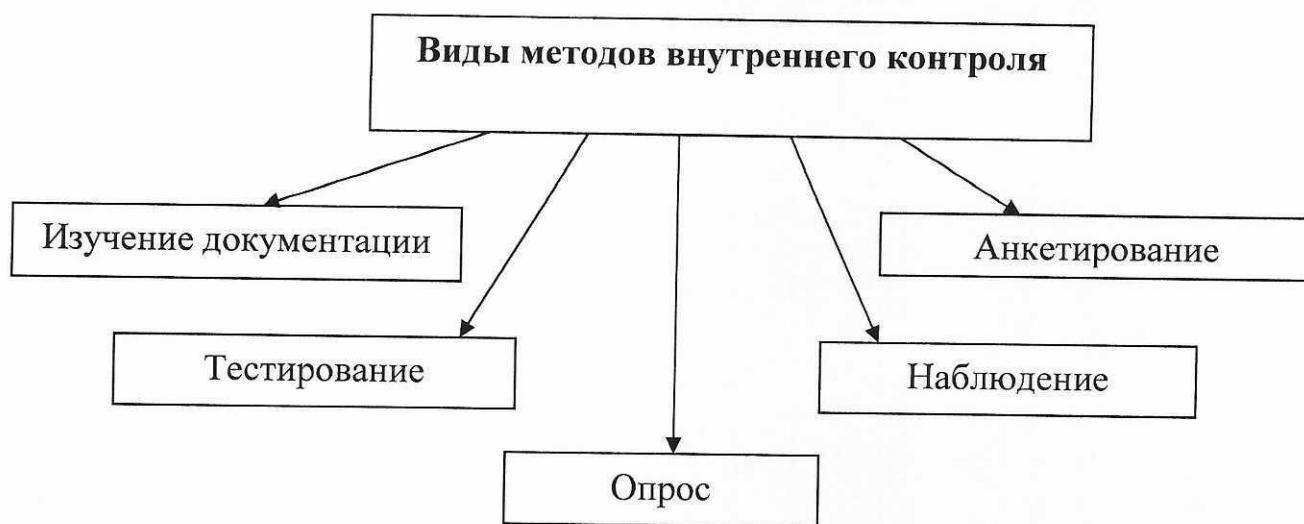 Виды методов внутреннего контроля
Изучение документации
Анкетирование
Тестирование
Наблюдение
Опрос